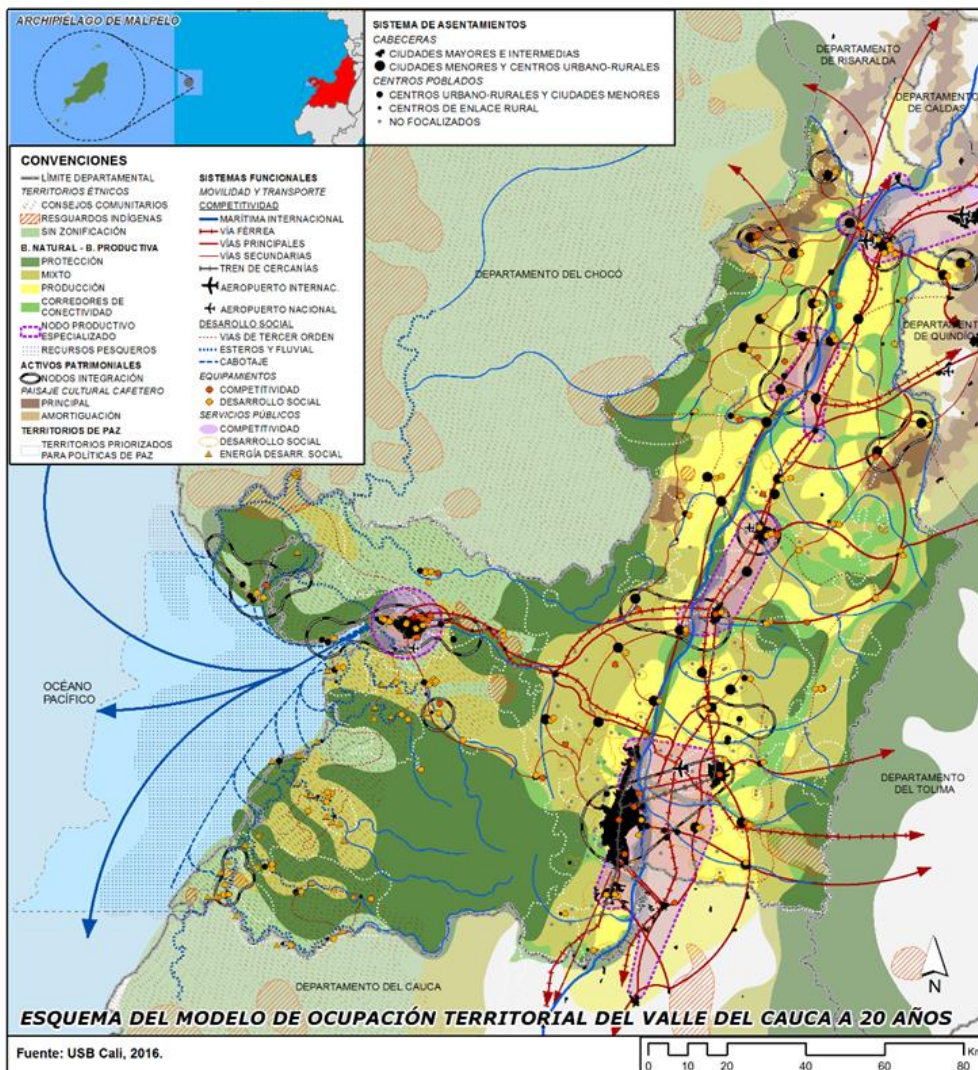 ARCHIPIÉLAGO DE MALPELO
SISTEMA DE ASENTAMIENTOS
CABECERAS
CIUDADES MAYORES E INTERMEDIAS
CIUDADES MENORES Y CENTROS URBANO-RURALES
CENTROS POBLADOS
CENTROS URBANO-RURALES Y CIUDADES MENORES
CENTROS DE ENLACE RURAL
NO FOCALIZADOS
DEPARTAMENTO
DE RISARALDA
DEPARTAMENTO
DE CALDAS
CONVENCIONES
LÍMITE DEPARTAMENTAL
TERRITORIOS ÉTNICOS
CONSEJOS COMUNITARIOS
RESGUARDOS INDÍGENAS
SIN ZONIFICACIÓN
B. NATURAL - B. PRODUCTIVA
PROTECCIÓN
MIXTO
PRODUCCIÓN
CORREDORES DE
CONECTIVIDAD
NODO PRODUCTIVO
ESPECIALIZADO
RECURSOS PESQUEROS
ACTIVOS PATRIMONIALES
NODOS INTEGRACIÓN
PAISAJE CULTURAL CAFETERO
PRINCIPAL
AMORTIGUACIÓN
TERRITORIOS DE PAZ
TERRITORIOS PRIORIZADOS
PARA POLÍTICAS DE PAZ
SISTEMAS FUNCIONALES
MOVILIDAD Y TRANSPORTE
COMPETITIVIDAD
MARÍTIMA INTERNACIONAL
VÍA FÉRREA
VÍAS PRINCIPALES
VÍAS SECUNDARIAS
TREN DE CERCANÍAS
AEROPUERTO INTERNAC.
AEROPUERTO NACIONAL
DESAROLLO SOCIAL
VIAS DE TERCER ORDEN
ESTEROS Y FLUVIAL
CABOTAJE
EQUIPAMIENTOS
COMPETITIVIDAD
DESARROLLO SOCIAL
SERVICIOS PÚBLICOS
COMPETITIVIDAD
DESARROLLO SOCIAL
ENERGÍA DESARR. SOCIAL
DEPARTAMENTO DEL CHOCÓ
DEPARTAMENTO
DE QUINDÍO
OCÉANO
PACÍFICO
DEPARTAMENTO
DEL TOLIMA
DEPARTAMENTO DEL CAUCA
N
ESQUEMA DEL MODELO DE OCUPACIÓN TERRITORIAL DEL VALLE DEL CAUCA A 20 AÑOS
Fuente: USB Cali, 2016.
0 10 20 40 60 80